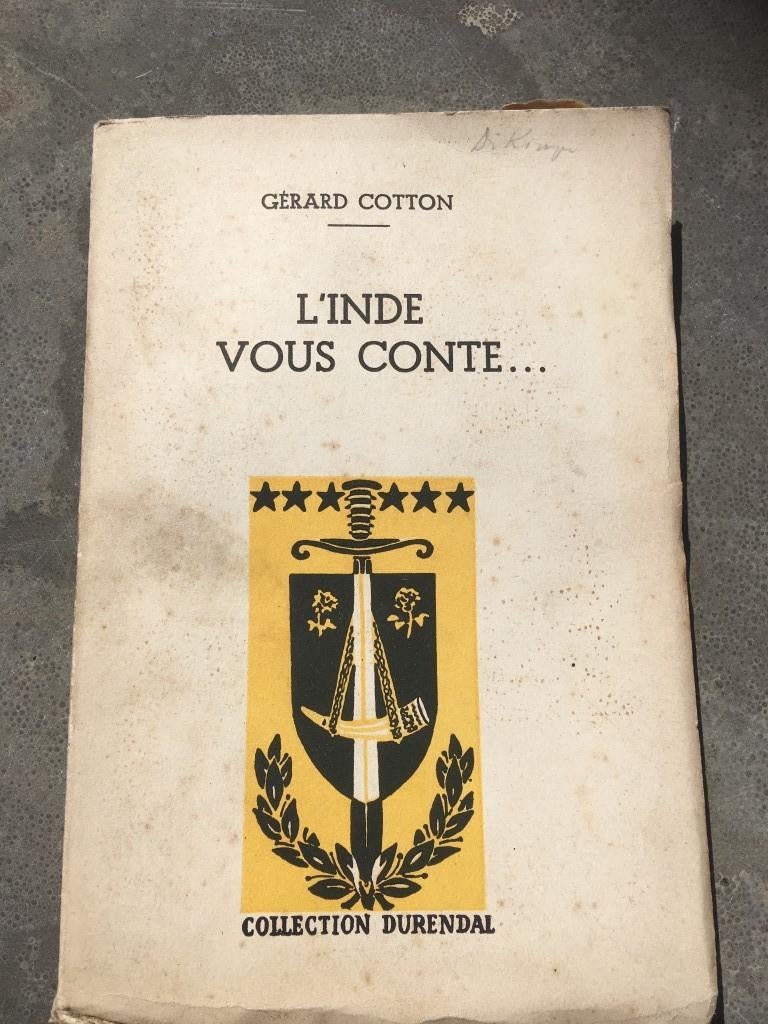 GÉRARD COTTON
L'INDE
VOUS CONTE...
COLLECTION DURENDAL